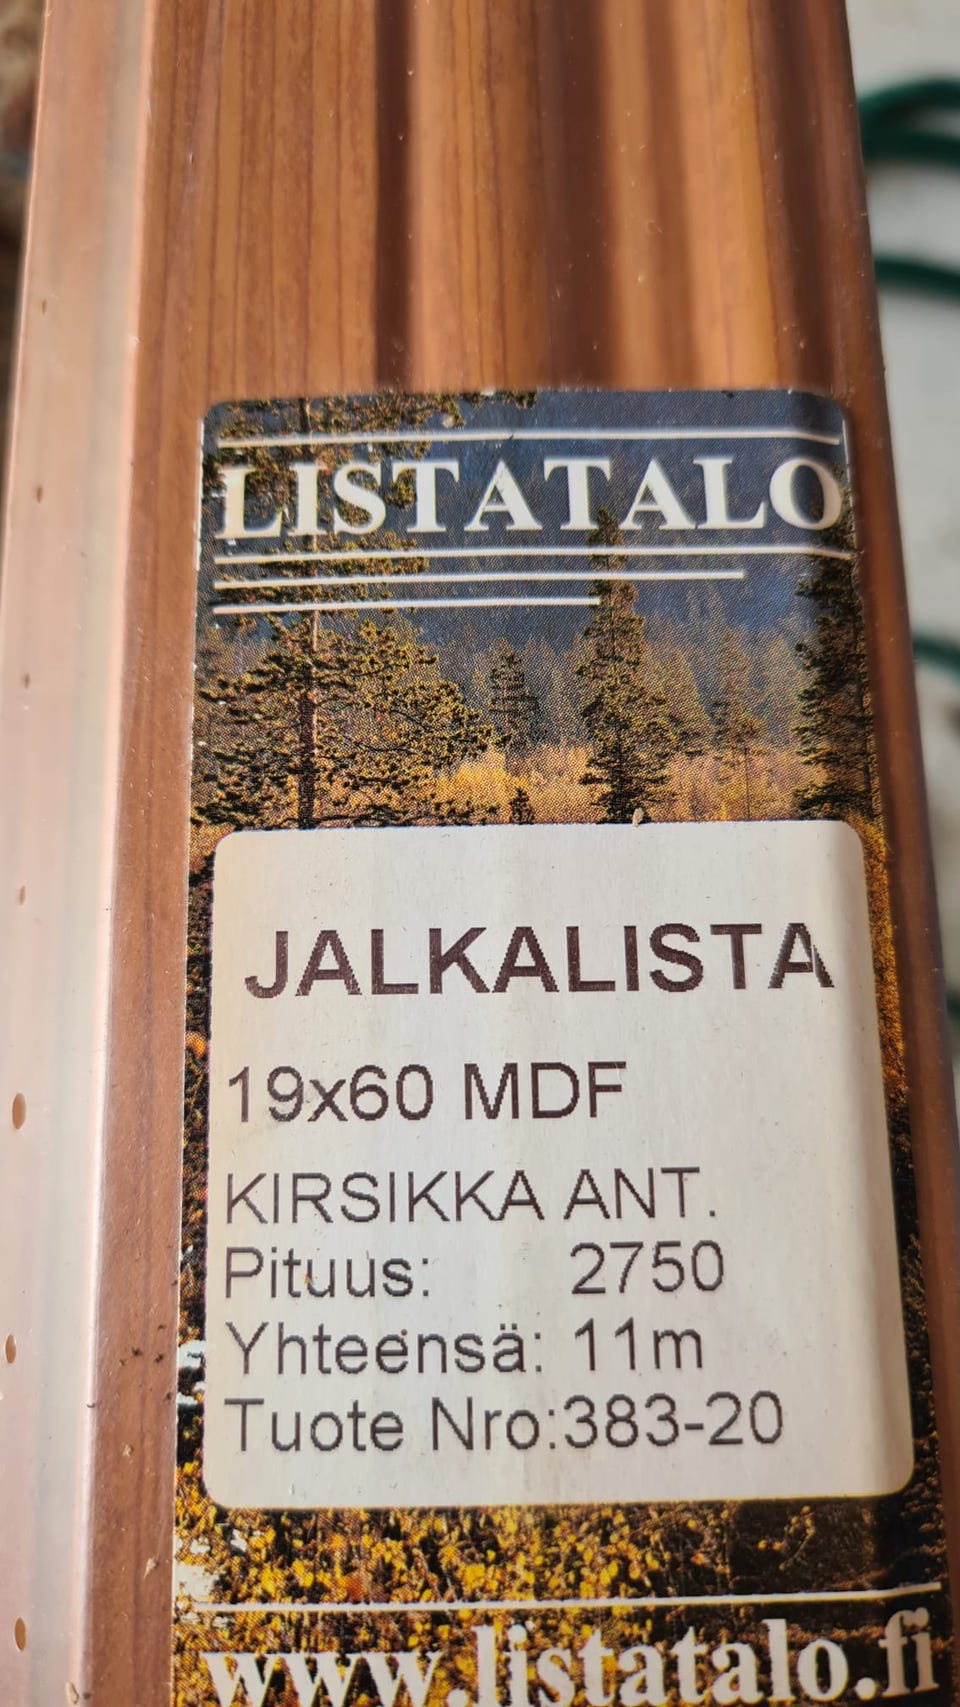 LISTATALO
JALKALISTA
19x60 MDF
KIRSIKKA ANT.
Pituus: 2750
Yhteensä: 11m
Tuote Nro:383-20
www.listatalo.fi